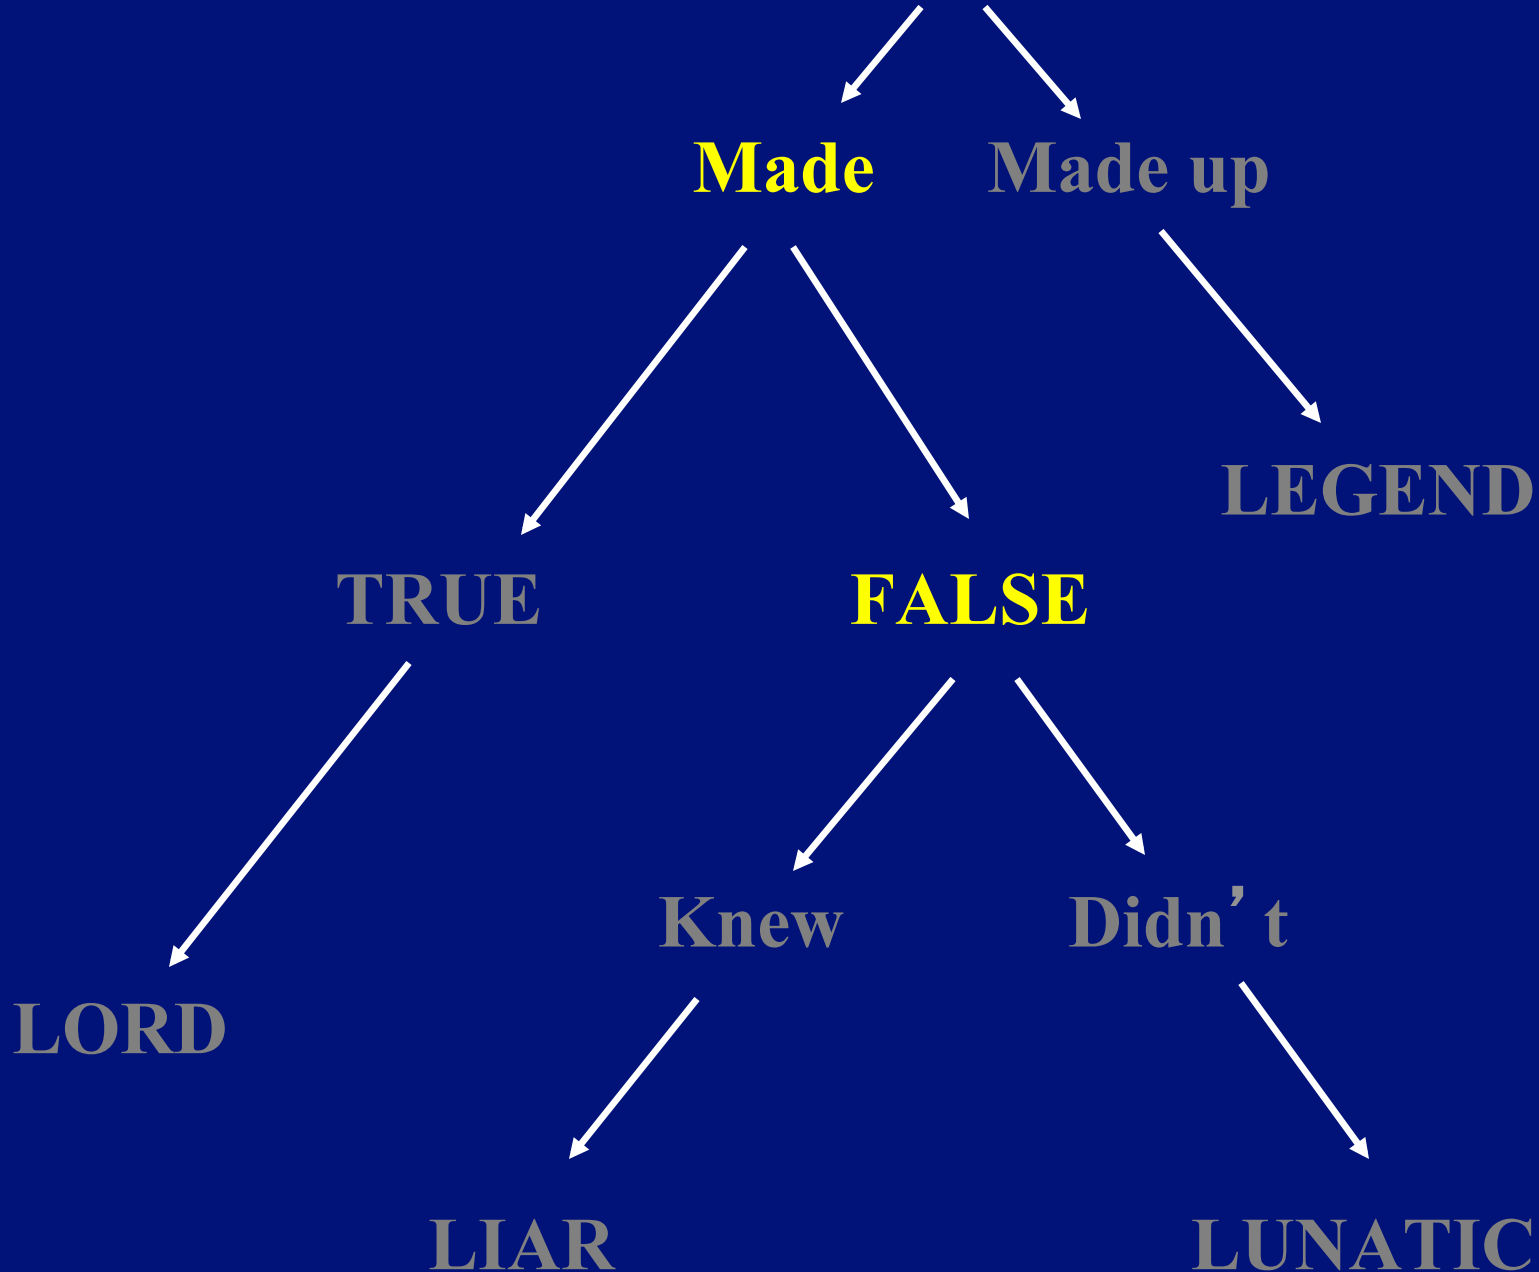 Made Made up
LEGEND
TRUE FALSE
Knew Didn’t
LORD
LIAR LUNATIC